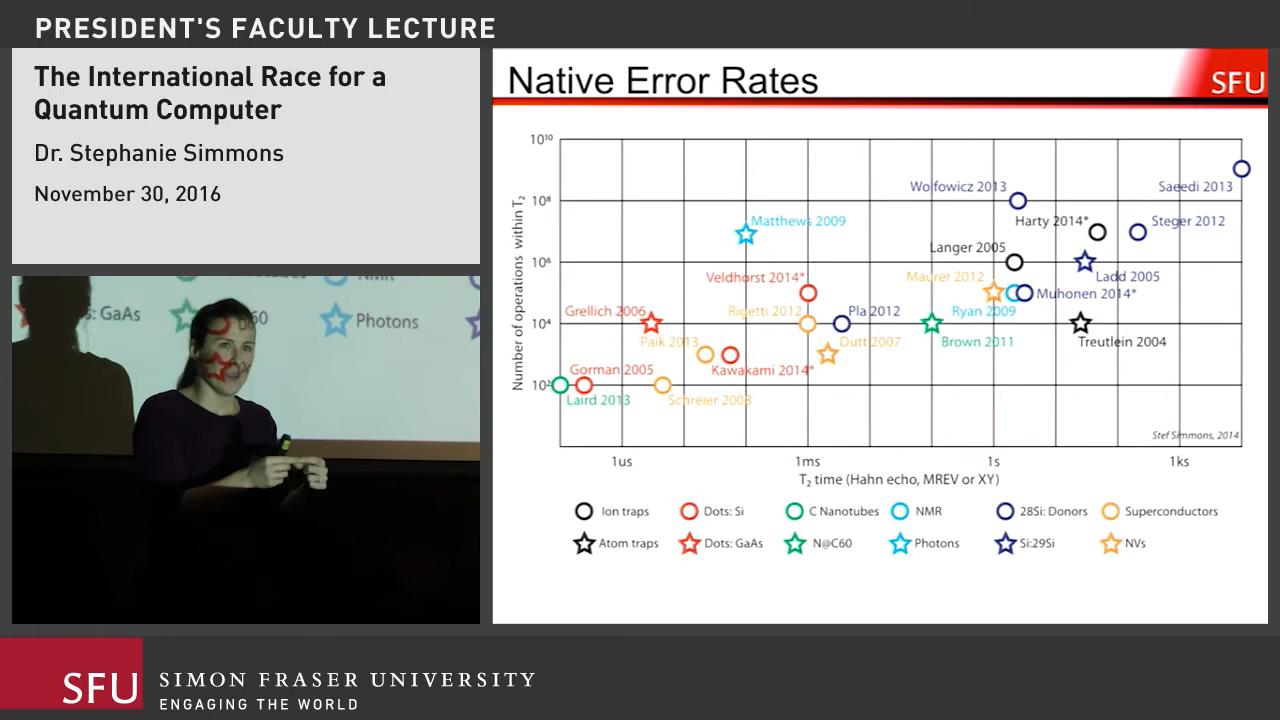 PRESIDENT'S FACULTY LECTURE
The International Race for a
Quantum Computer
Dr. Stephanie Simmons
November 30, 2016
NMR
s: GaAs
60
Photons
Native Error Rates
SFU
Number of operations within T₂
10¹⁰
10⁸
10⁶
10⁴
10²
Wolfowicz 2013
Saeedi 2013
Matthews 2009
Harty 2014*
Steger 2012
Langer 2005
Veldhorst 2014*
Maurer 2012
Ladd 2005
Muhonen 2014*
Grellich 2006
Rigetti 2012
Pla 2012
Ryan 2009
Paik 2013
Dutt 2007
Brown 2011
Treutlein 2004
Gorman 2005
Kawakami 2014*
Laird 2013
Schreier 2008
Stef Simmons, 2014
1us
1ms
1s
1ks
T₂ time (Hahn echo, MREV or XY)
Ion traps
Dots: Si
C Nanotubes
NMR
28Si: Donors
Superconductors
Atom traps
Dots: GaAs
N@C60
Photons
Si:29Si
NVs
SFU
SIMON FRASER UNIVERSITY
ENGAGING THE WORLD